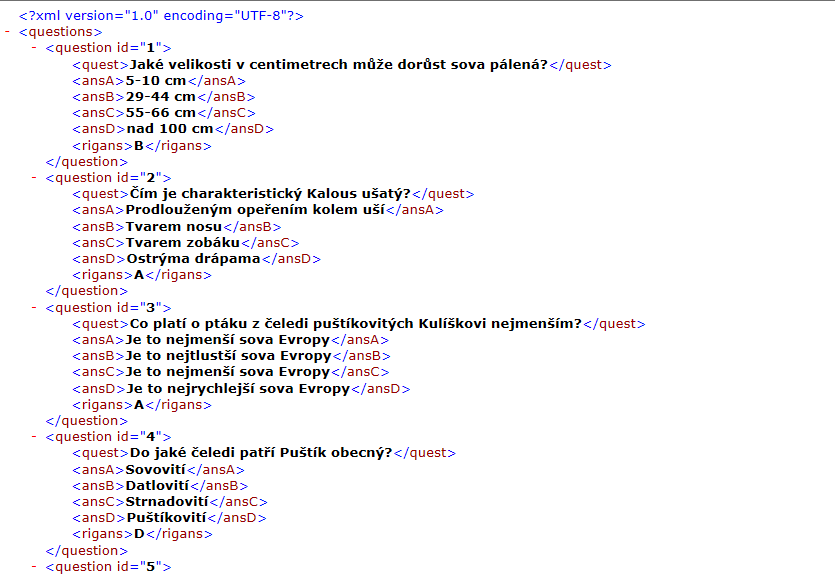 <?xml version="1.0" encoding="UTF-8"?>
- <questions>
- <question id="1">
<quest>Jaké velikosti v centimetrech může dorůst sova pálená?</quest>
<ansA>5-10 cm</ansA>
<ansB>29-44 cm</ansB>
<ansC>55-66 cm</ansC>
<ansD>nad 100 cm</ansD>
<rigans>B</rigans>
</question>
- <question id="2">
<quest>Čím je charakteristický Kalous ušatý?</quest>
<ansA>Prodlouženým opeřením kolem uší</ansA>
<ansB>Tvarem nosu</ansB>
<ansC>Tvarem zobáku</ansC>
<ansD>Ostrýma drápama</ansD>
<rigans>A</rigans>
</question>
- <question id="3">
<quest>Co platí o ptáku z čeledi puštíkovitých Kulíškovi nejmenším?</quest>
<ansA>Je to nejmenší sova Evropy</ansA>
<ansB>Je to nejtlustší sova Evropy</ansB>
<ansC>Je to nejmenší sova Evropy</ansC>
<ansD>Je to nejrychlejší sova Evropy</ansD>
<rigans>A</rigans>
</question>
- <question id="4">
<quest>Do jaké čeledi patří Puštík obecný?</quest>
<ansA>Sovovití</ansA>
<ansB>Datlovití</ansB>
<ansC>Strnadovití</ansC>
<ansD>Puštíkovití</ansD>
<rigans>D</rigans>
</question>
- <question id="5">